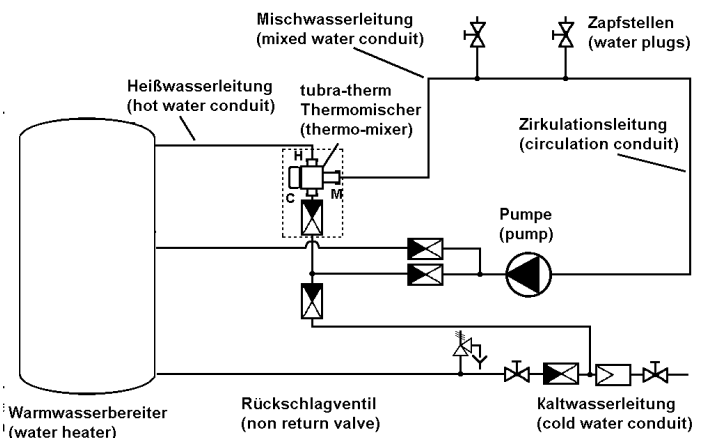 Mischwasserleitung
(mixed water conduit)
Zapfstellen
(water plugs)
Heißwasserleitung
(hot water conduit)
tubra-therm
Thermomischer
(thermo-mixer)
Zirkulationsleitung
(circulation conduit)
H
M
C
Pumpe
(pump)
Warmwasserbereiter
(water heater)
Rückschlagventil
(non return valve)
Kaltwasserleitung
(cold water conduit)